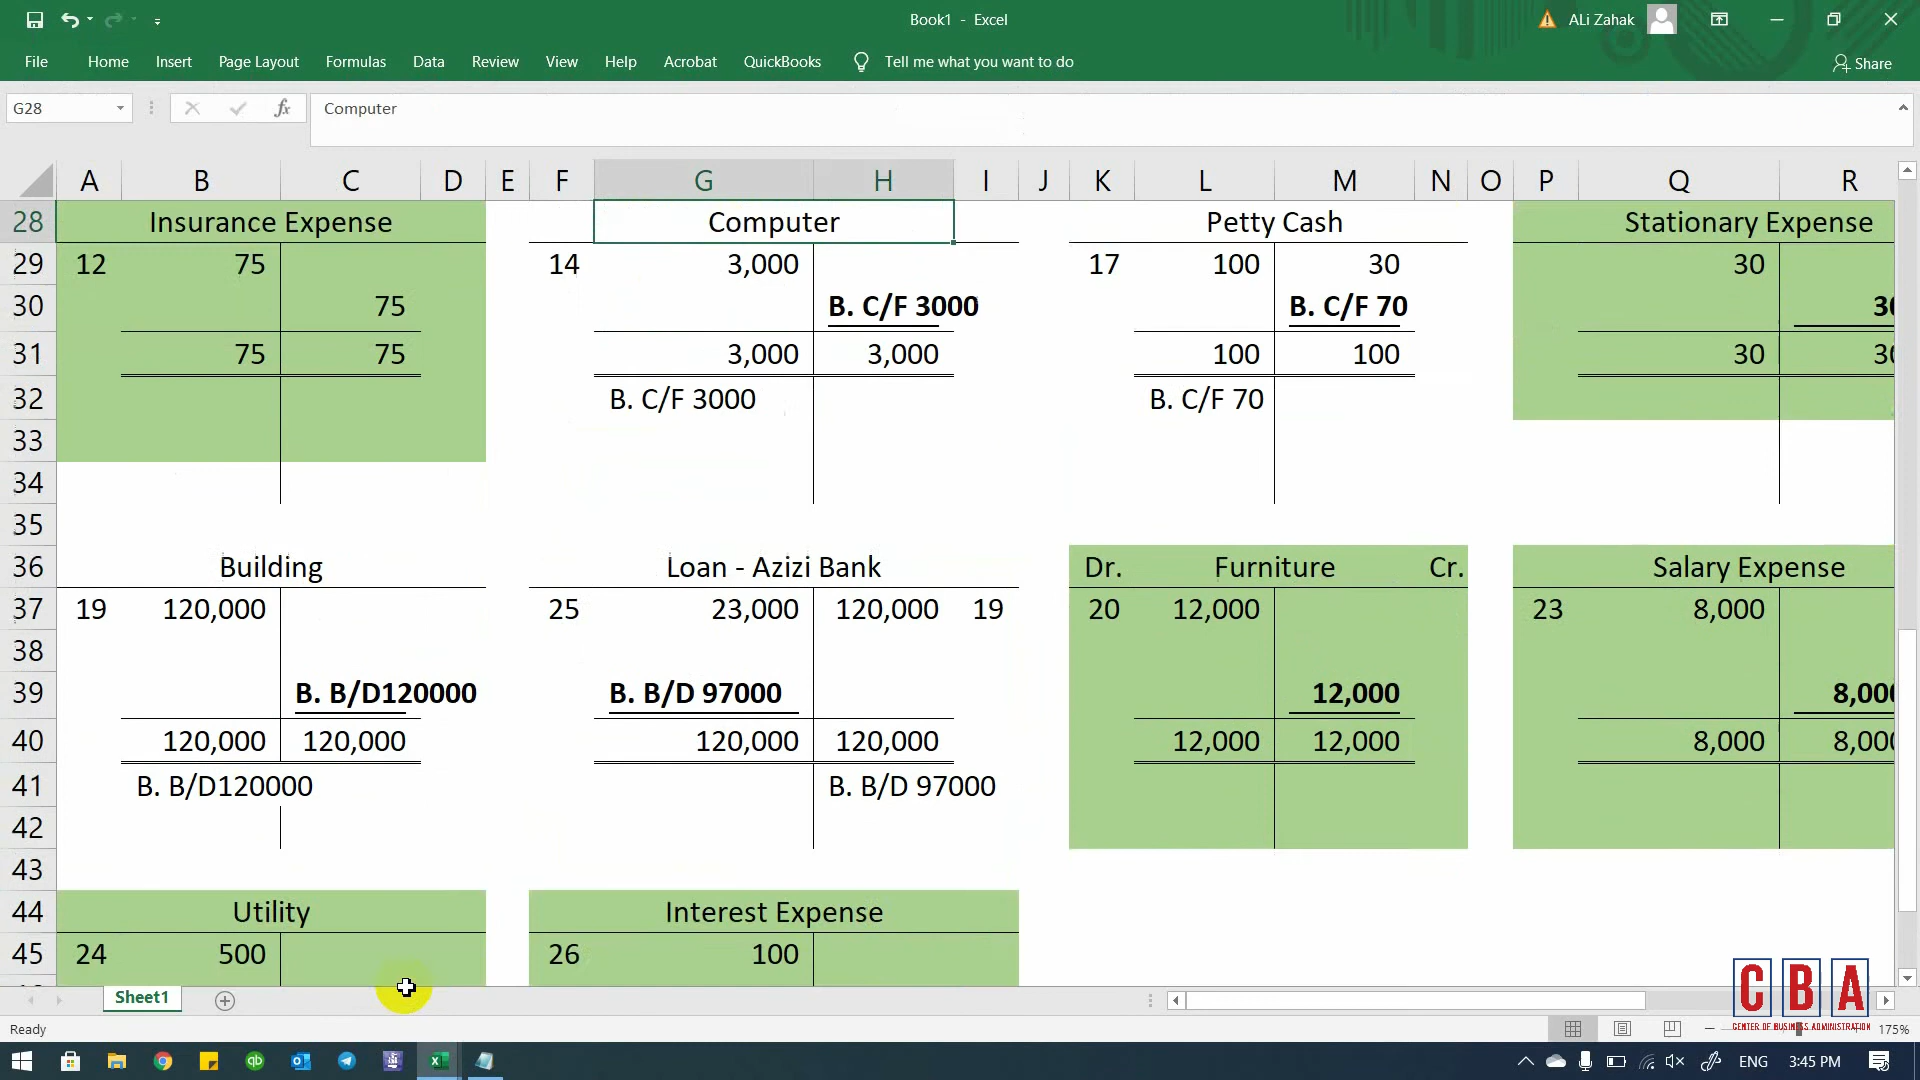 Book1 - Excel
ALi Zahak
File Home Insert Page Layout Formulas Data Review View Help Acrobat QuickBooks Tell me what you want to do Share
G28 fx Computer
A B C D E F G H I J K L M N O P Q R
28 Insurance Expense Computer Petty Cash Stationary Expense
29 12 75 14 3,000 17 100 30 30
30 75 B. C/F 3000 B. C/F 70
31 75 75 3,000 3,000 100 100 30
32 B. C/F 3000 B. C/F 70
33
34
35
36 Building Loan - Azizi Bank Dr. Furniture Cr. Salary Expense
37 19 120,000 25 23,000 120,000 19 20 12,000 23 8,000
38
39 B. B/D120000 B. B/D 97000 12,000
40 120,000 120,000 120,000 120,000 12,000 12,000 8,000
41 B. B/D120000 B. B/D 97000
42
43
44 Utility Interest Expense
45 24 500 26 100
Sheet1
CBA
CENTER OF BUSINESS ADMINISTRATION
Ready 175%
ENG 3:45 PM